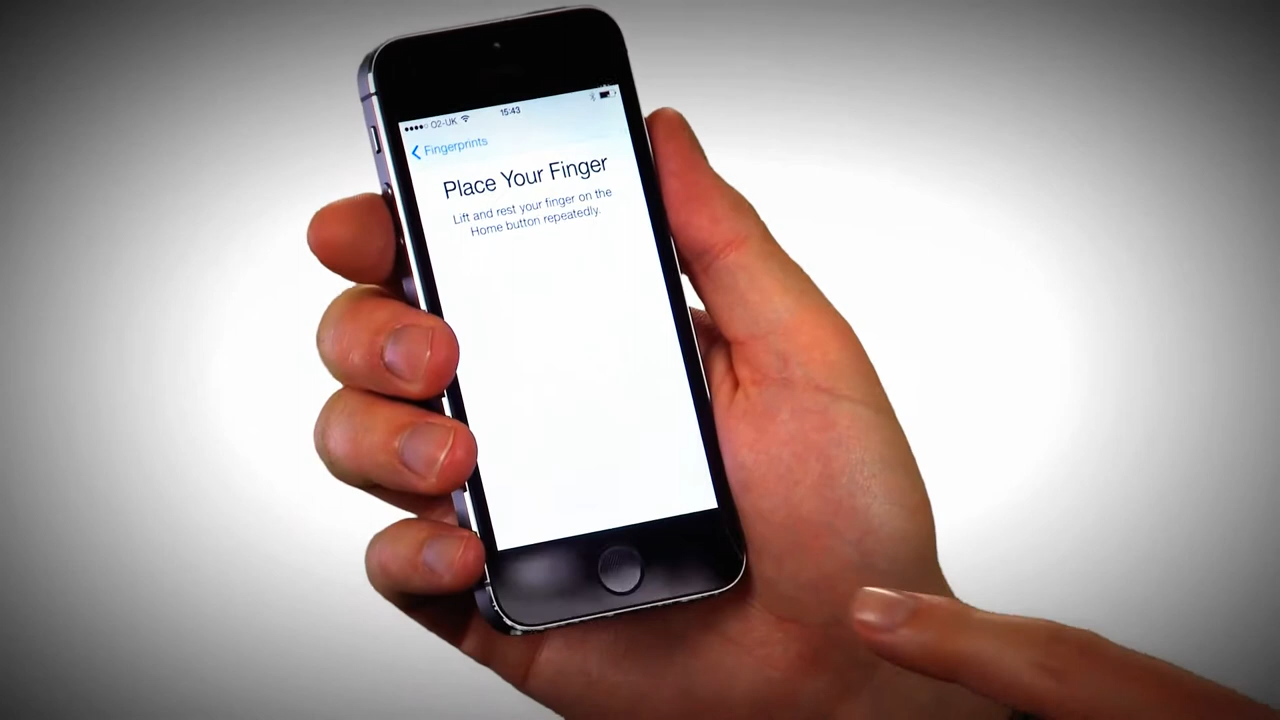 O2-UK 15:43
Fingerprints
Place Your Finger
Lift and rest your finger on the
Home button repeatedly.